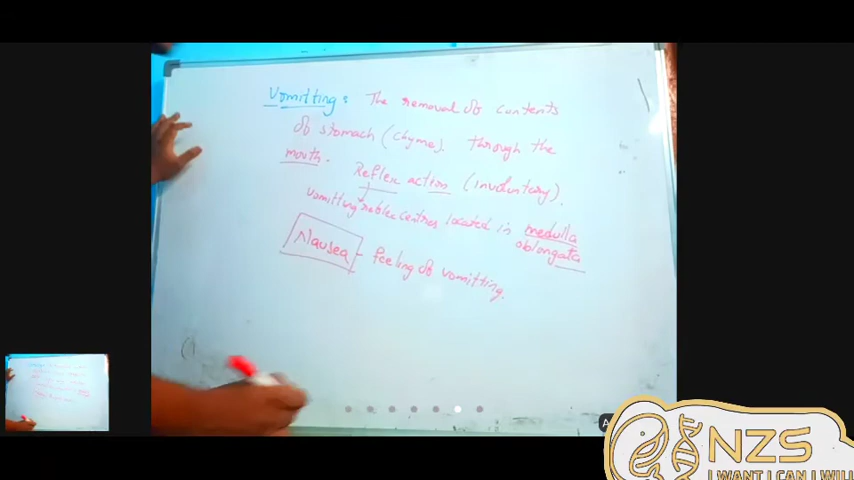 Vomitting: The removal of contents
of stomach (chyme). Through the
mouth.
Reflex action (involuntary).
vomitting reflex centres located in medulla
oblongata
Nausea - feeling of vomitting.
NZS
I WANT I CAN I WILL